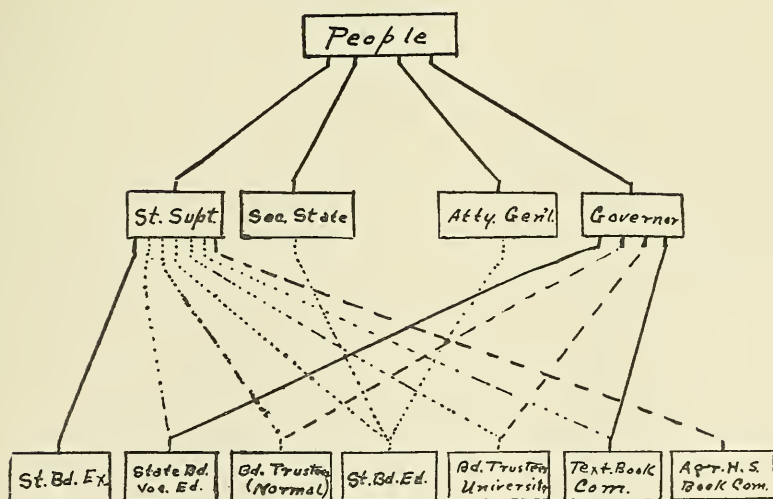 People
St. Supt.
Sec. State
Atty. Gen'l.
Governor
St. Bd. Ex.
State Bd.
Voc. Ed.
Bd. Trustees
(Normal)
St. Bd. Ed.
Bd. Trustees
University
Text. Book
Com.
Agr. H. S.
Book Com.